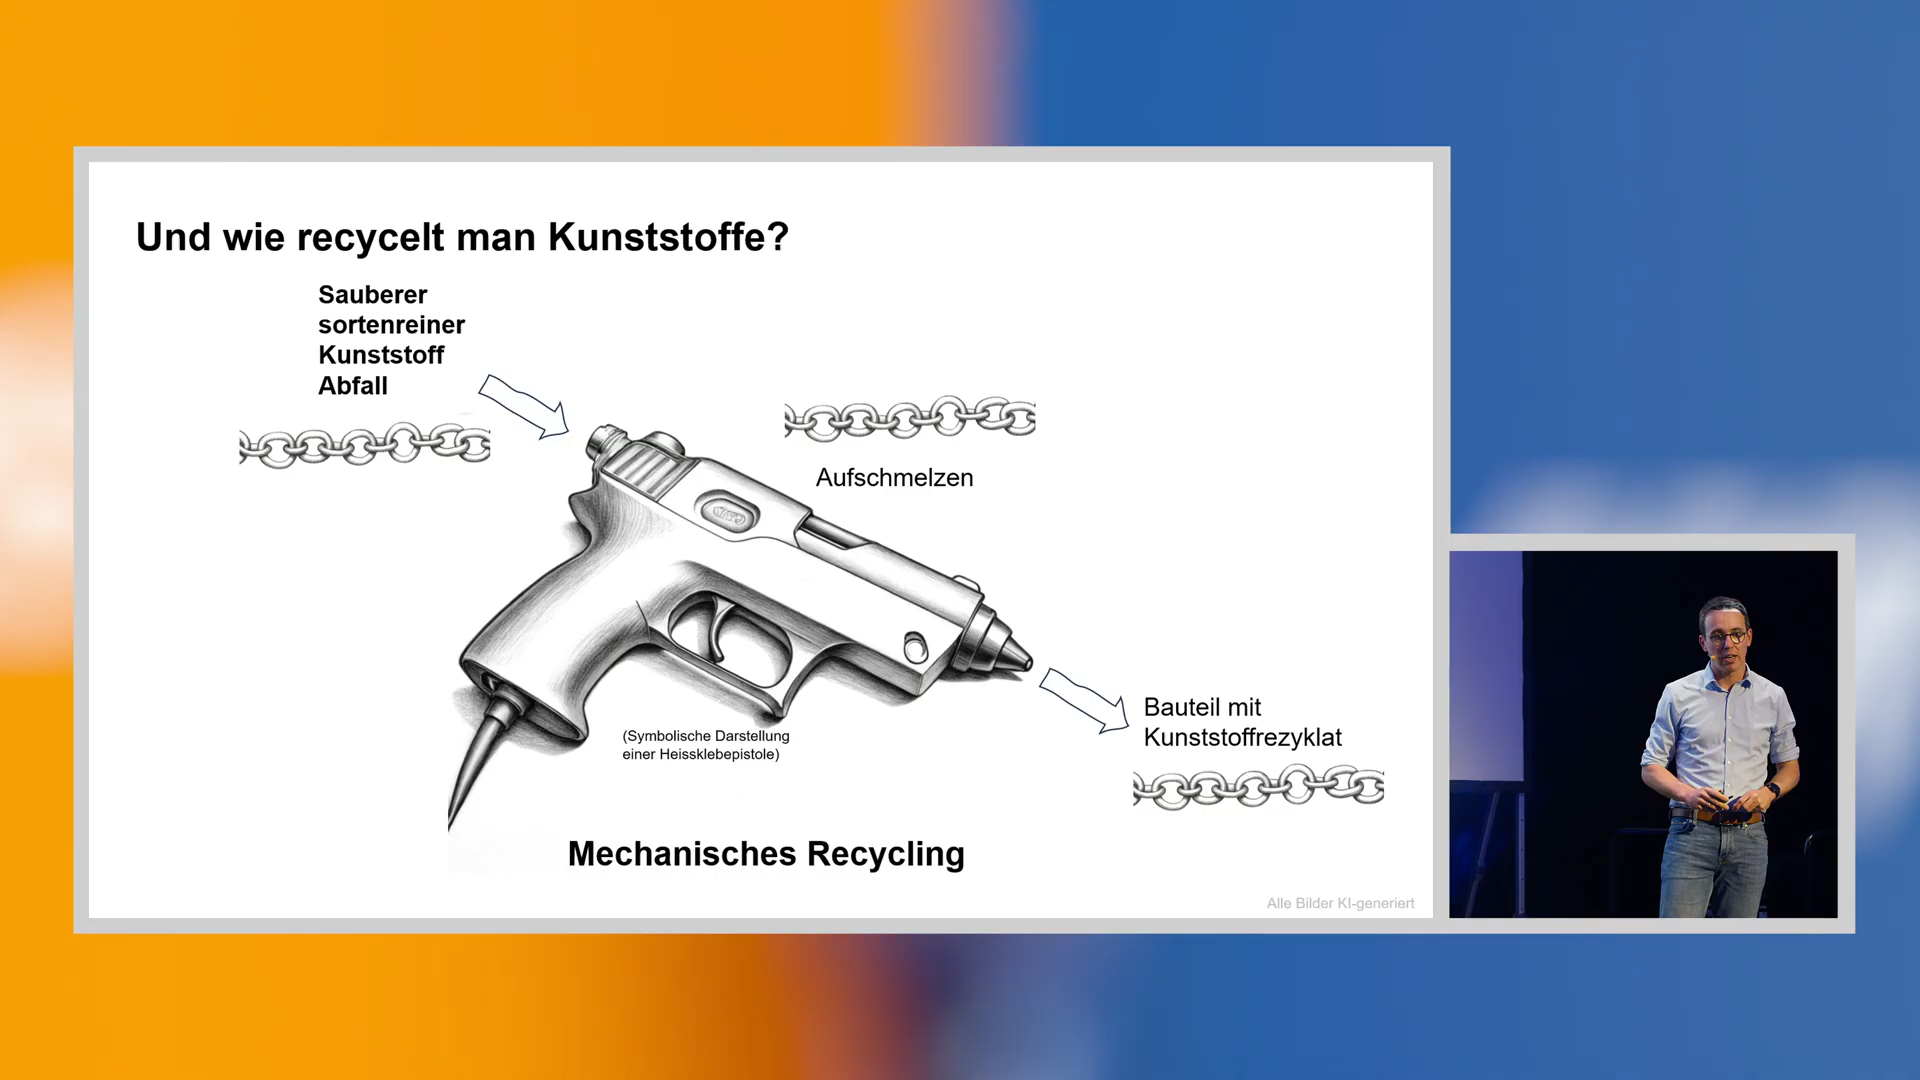 Und wie recycelt man Kunststoffe?
Sauberer
sortenreiner
Kunststoff
Abfall
Aufschmelzen
(Symbolische Darstellung
einer Heissklebepistole)
Bauteil mit
Kunststoffrezyklat
Mechanisches Recycling
Alle Bilder KI-generiert